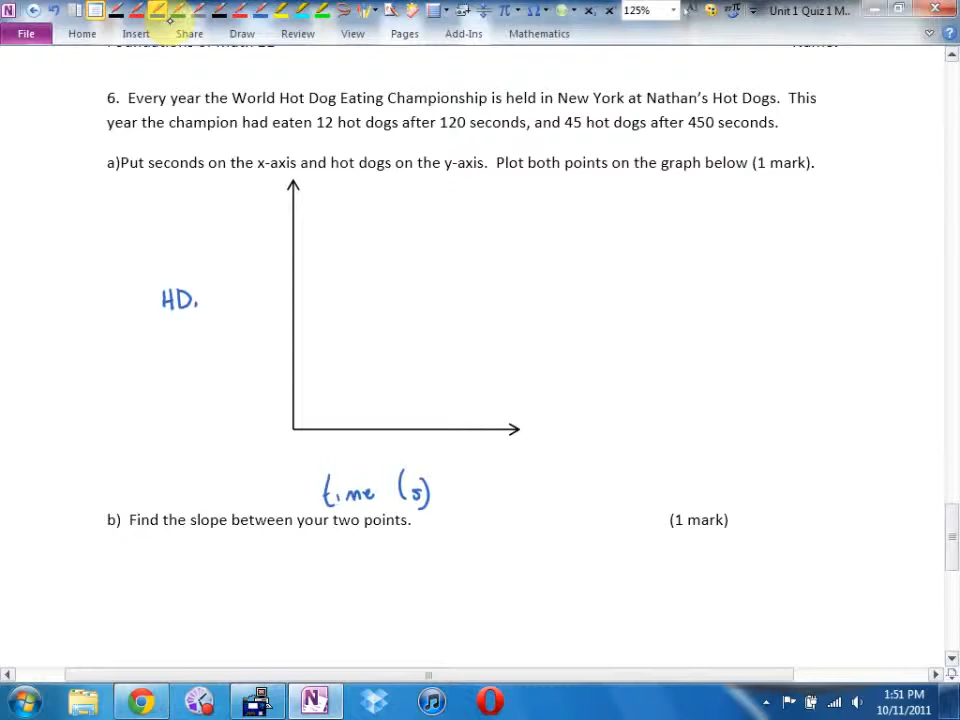 125% Unit 1 Quiz 1 M..
File Home Insert Share Draw Review View Pages Add-Ins Mathematics
6. Every year the World Hot Dog Eating Championship is held in New York at Nathan's Hot Dogs. This
year the champion had eaten 12 hot dogs after 120 seconds, and 45 hot dogs after 450 seconds.
a)Put seconds on the x-axis and hot dogs on the y-axis. Plot both points on the graph below (1 mark).
HD.
time (s)
b) Find the slope between your two points. (1 mark)
1:51 PM
10/11/2011